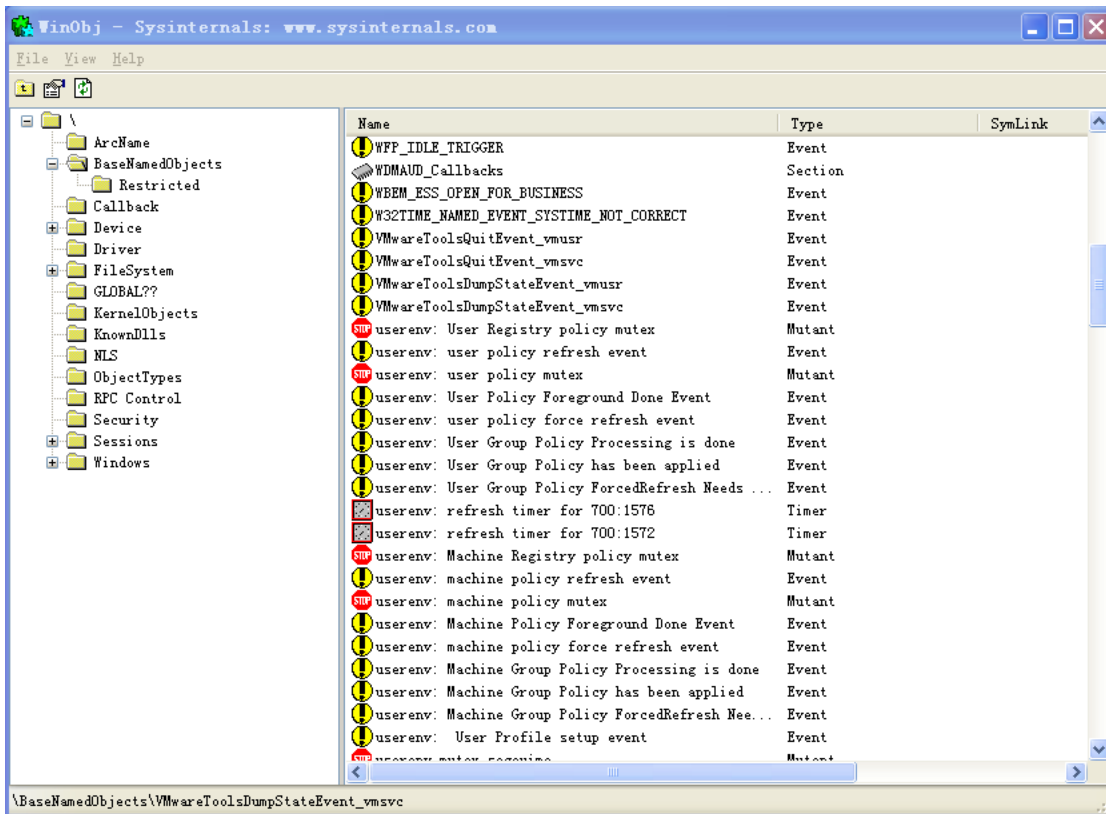 WinObj - Sysinternals: www.sysinternals.com
File View Help
\
ArcName
BaseNamedObjects
Restricted
Callback
Device
Driver
FileSystem
GLOBAL??
KernelObjects
KnownDlls
NLS
ObjectTypes
RPC Control
Security
Sessions
Windows
Name Type SymLink
WFP_IDLE_TRIGGER Event
WDMAUD_Callbacks Section
WBEM_ESS_OPEN_FOR_BUSINESS Event
W32TIME_NAMED_EVENT_SYSTIME_NOT_CORRECT Event
VMwareToolsQuitEvent_vmusr Event
VMwareToolsQuitEvent_vmsvc Event
VMwareToolsDumpStateEvent_vmusr Event
VMwareToolsDumpStateEvent_vmsvc Event
STOP userenv: User Registry policy mutex Mutant
userenv: user policy refresh event Event
STOP userenv: user policy mutex Mutant
userenv: User Policy Foreground Done Event Event
userenv: user policy force refresh event Event
userenv: User Group Policy Processing is done Event
userenv: User Group Policy has been applied Event
userenv: User Group Policy ForcedRefresh Needs ... Event
userenv: refresh timer for 700:1576 Timer
userenv: refresh timer for 700:1572 Timer
STOP userenv: Machine Registry policy mutex Mutant
userenv: machine policy refresh event Event
STOP userenv: machine policy mutex Mutant
userenv: Machine Policy Foreground Done Event Event
userenv: machine policy force refresh event Event
userenv: Machine Group Policy Processing is done Event
userenv: Machine Group Policy has been applied Event
userenv: Machine Group Policy ForcedRefresh Nee... Event
userenv: User Profile setup event Event
Mutant
\BaseNamedObjects\VMwareToolsDumpStateEvent_vmsvc